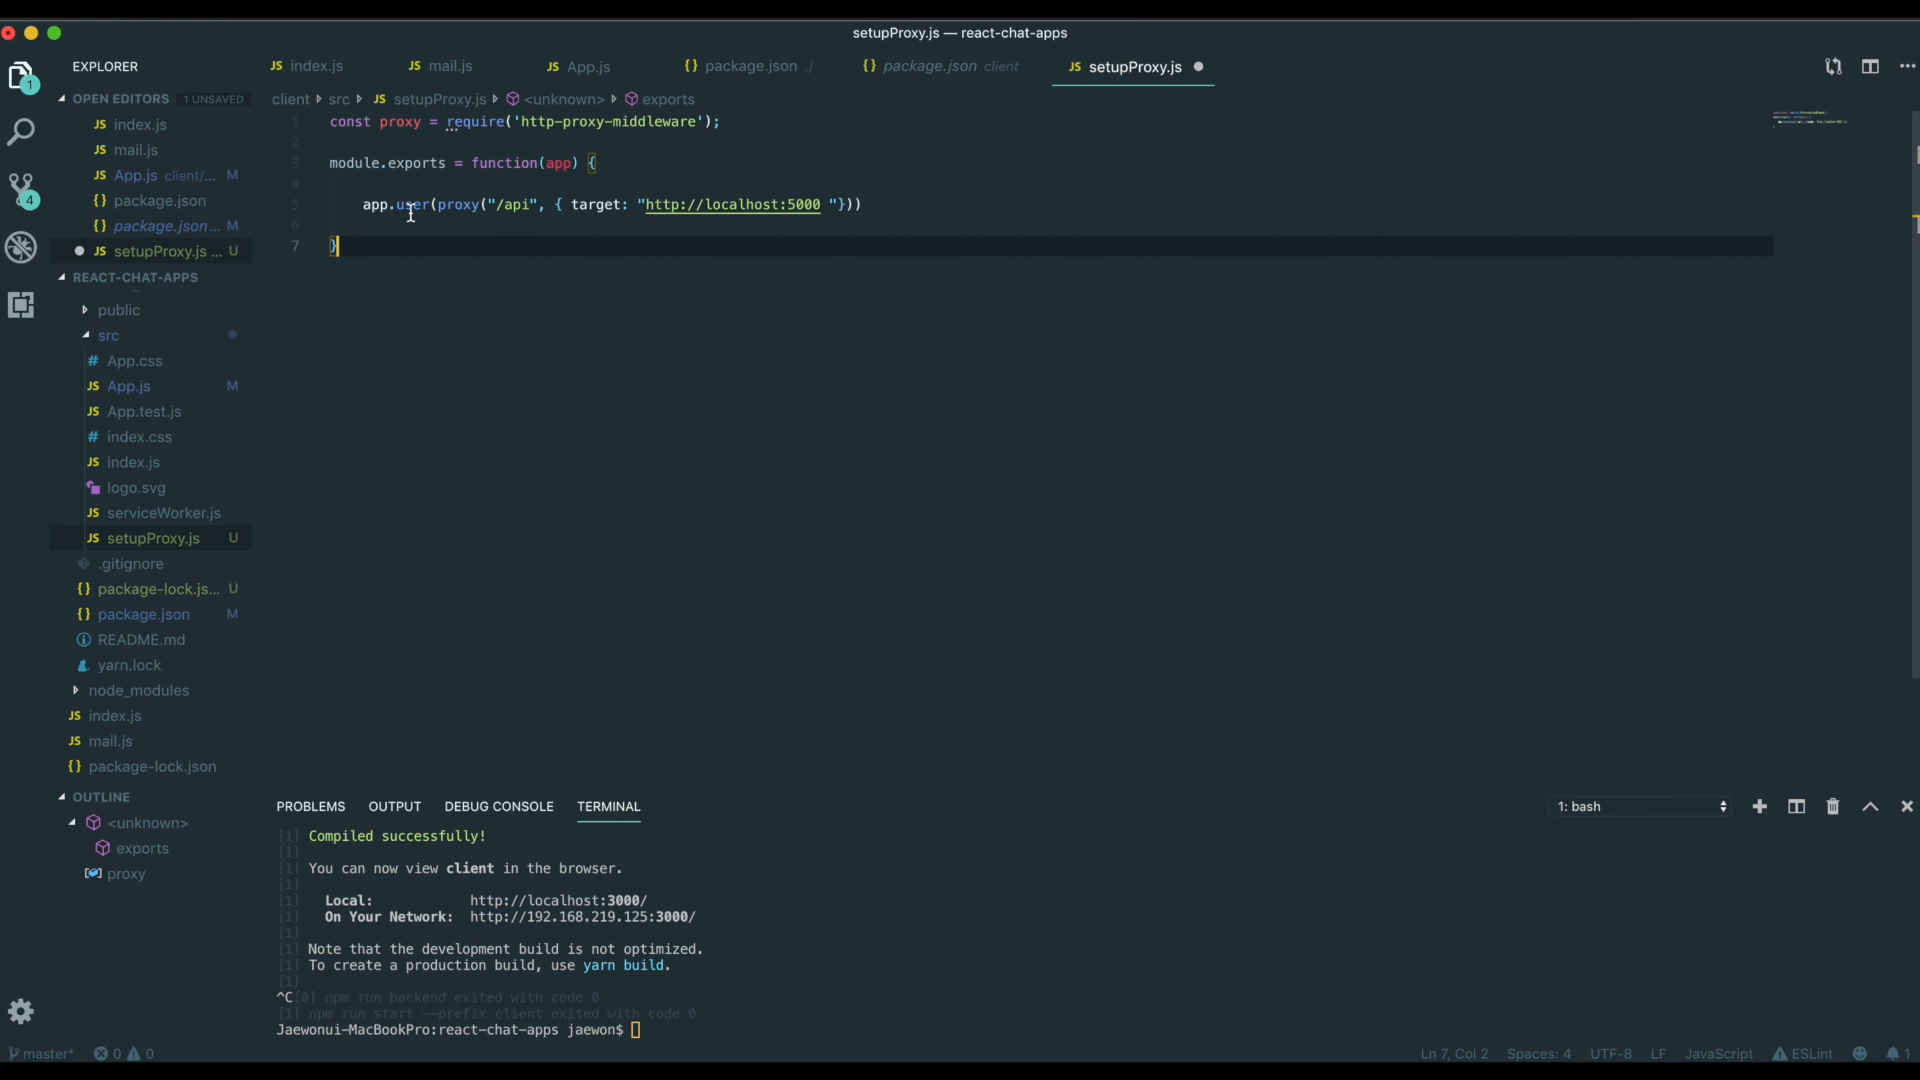 setupProxy.js — react-chat-apps
EXPLORER
JS index.js
JS mail.js
JS App.js
{} package.json ./
{} package.json client
JS setupProxy.js
1
OPEN EDITORS 1 UNSAVED
JS index.js
JS mail.js
JS App.js client/... M
{} package.json
{} package.json... M
JS setupProxy.js ... U
4
REACT-CHAT-APPS
public
src
# App.css
JS App.js M
JS App.test.js
# index.css
JS index.js
logo.svg
JS serviceWorker.js
JS setupProxy.js U
.gitignore
{} package-lock.js... U
{} package.json M
README.md
yarn.lock
node_modules
JS index.js
JS mail.js
{} package-lock.json
OUTLINE
<unknown>
exports
proxy
client src JS setupProxy.js <unknown> exports
1 const proxy = require('http-proxy-middleware');
2
3 module.exports = function(app) {
4
5 app.user(proxy("/api", { target: "http://localhost:5000 "}))
6
7 }
PROBLEMS OUTPUT DEBUG CONSOLE TERMINAL
1: bash
[1] Compiled successfully!
[1]
[1] You can now view client in the browser.
[1]
[1] Local: http://localhost:3000/
[1] On Your Network: http://192.168.219.125:3000/
[1]
[1] Note that the development build is not optimized.
[1] To create a production build, use yarn build.
[1]
^C[0] npm run backend exited with code 0
[1] npm run start --prefix client exited with code 0
Jaewonui-MacBookPro:react-chat-apps jaewon$
master* 0 0
Ln 7, Col 2 Spaces: 4 UTF-8 LF JavaScript ESLint 1